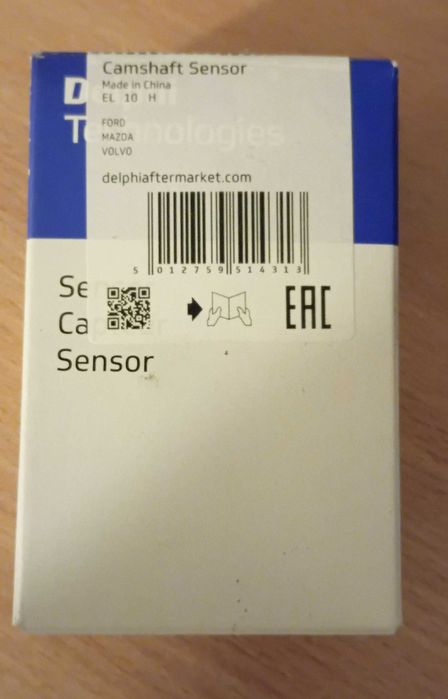 Camshaft Sensor
Made in China
EL 10 H
FORD
MAZDA
VOLVO
delphiaftermarket.com
5 012759 514313
EAC
Sensor